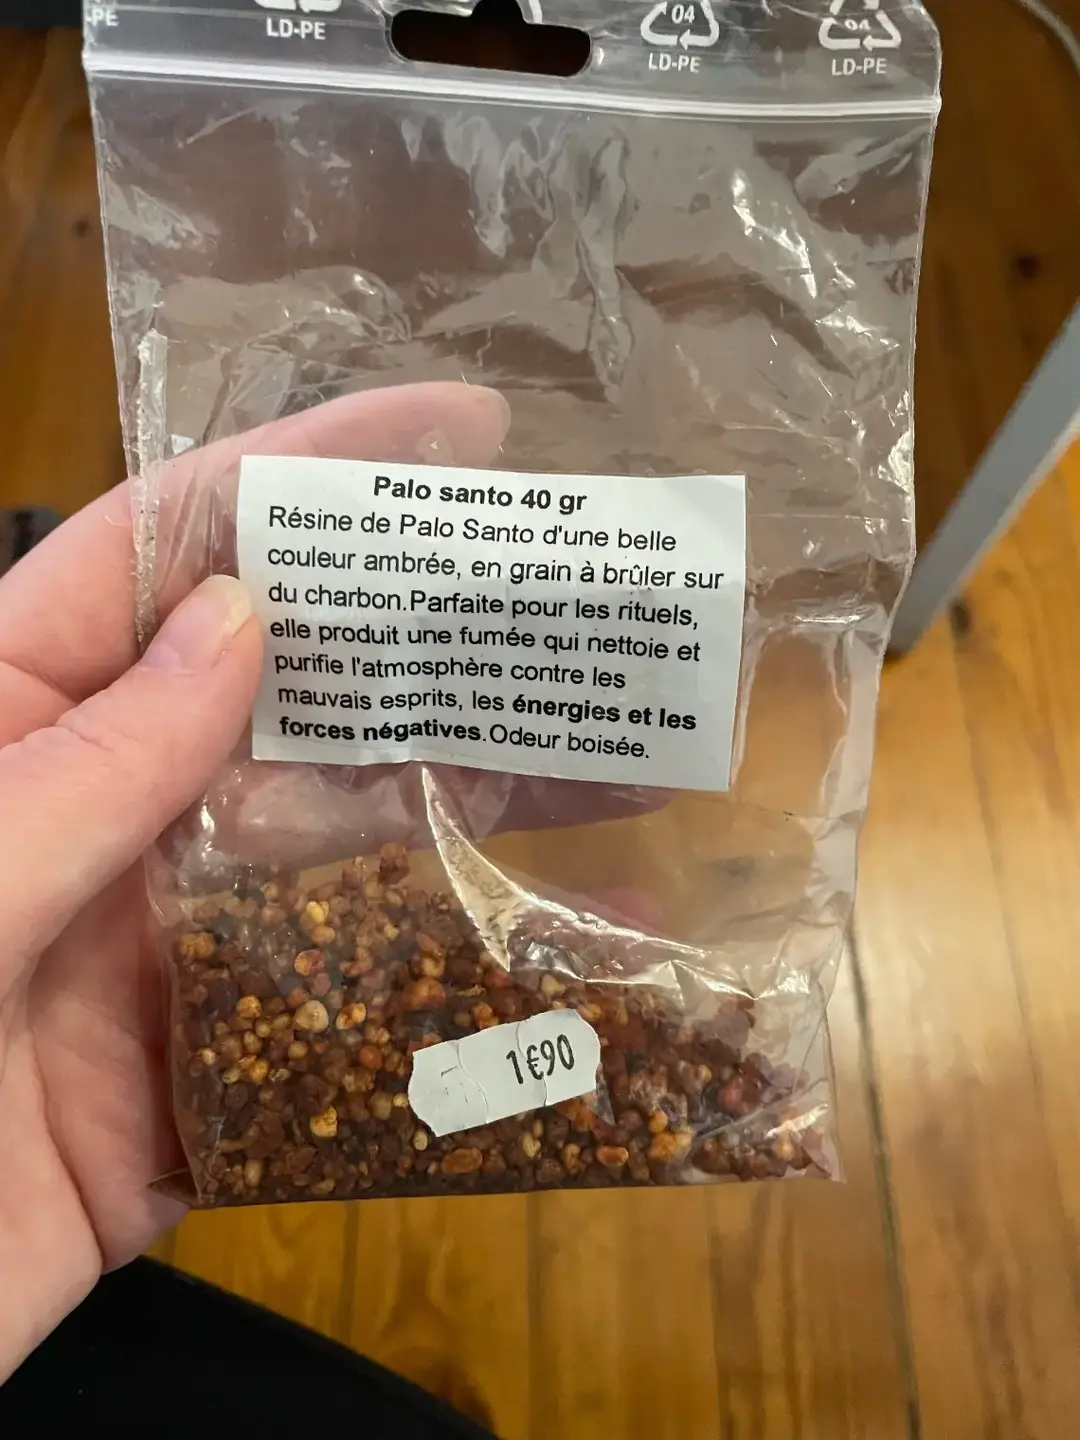 PE
LD-PE
04
LD-PE
04
LD-PE
Palo santo 40 gr
Résine de Palo Santo d'une belle
couleur ambrée, en grain à brûler sur
du charbon.Parfaite pour les rituels,
elle produit une fumée qui nettoie et
purifie l'atmosphère contre les
mauvais esprits, les énergies et les
forces négatives.Odeur boisée.
1€90